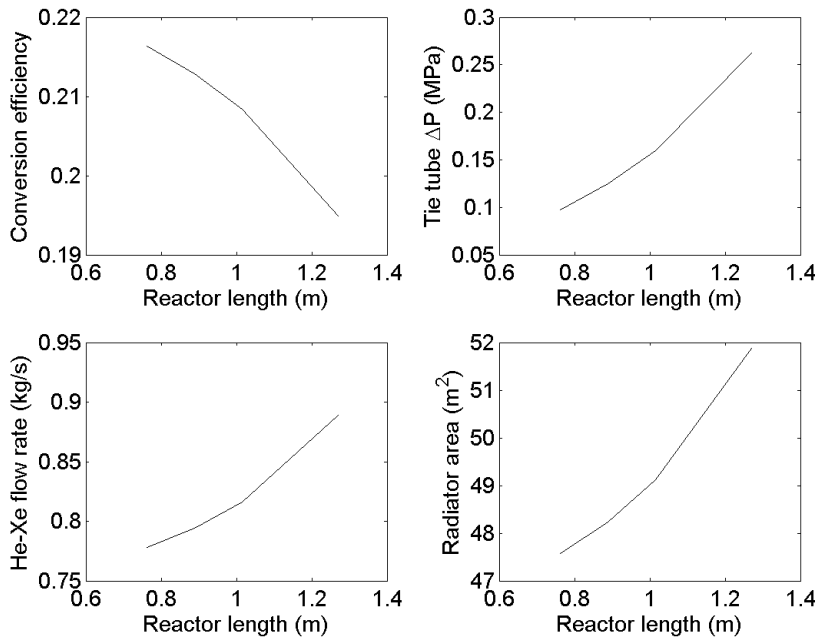 0.22
0.21
0.2
0.19
0.6 0.8 1 1.2 1.4
Conversion efficiency
Reactor length (m)
0.3
0.25
0.2
0.15
0.1
0.05
0.6 0.8 1 1.2 1.4
Tie tube ΔP (MPa)
Reactor length (m)
0.95
0.9
0.85
0.8
0.75
0.6 0.8 1 1.2 1.4
He-Xe flow rate (kg/s)
Reactor length (m)
52
51
50
49
48
47
0.6 0.8 1 1.2 1.4
Radiator area (m²)
Reactor length (m)